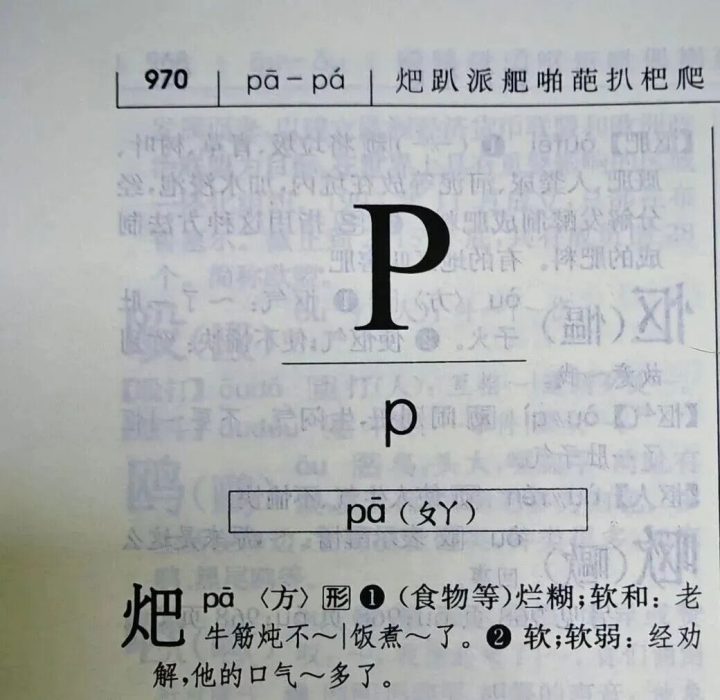 970 pā-pá 𤆵趴派舥啪葩扒杷爬
P
p
pā(ㄆㄚ)
𤆵 pā 〈方〉形❶(食物等)烂糊;软和:老
牛筋炖不~|饭煮~了。❷软;软弱:经劝
解,他的口气~多了。